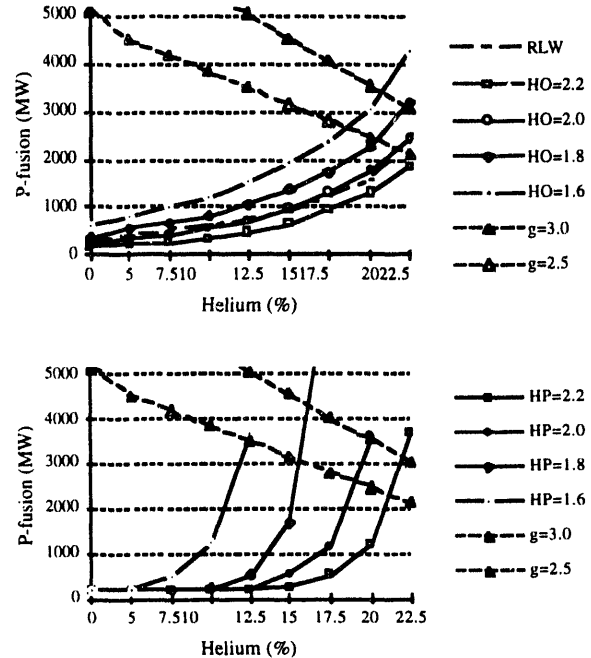 5000
4000
3000
2000
1000
0
P-fusion (MW)
0 5 7.510 12.5 1517.5 2022.5
Helium (%)
RLW
HO=2.2
HO=2.0
HO=1.8
HO=1.6
g=3.0
g=2.5
5000
4000
3000
2000
1000
0
P-fusion (MW)
0 5 7.510 12.5 15 17.5 20 22.5
Helium (%)
HP=2.2
HP=2.0
HP=1.8
HP=1.6
g=3.0
g=2.5